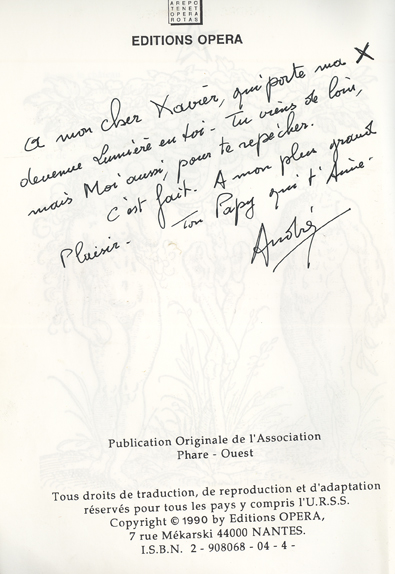 AREPO
TENET
OPERA
ROTAS
EDITIONS OPERA
A mon cher Xavier, qui porte ma X
devenue Lumière en toi - Tu viens de loin,
mais Moi aussi, pour te repêcher.
C'est fait. A mon plus grand
Plaisir. Ton Papy qui t'Aime.
André
Publication Originale de l'Association
Phare - Ouest
Tous droits de traduction, de reproduction et d'adaptation
réservés pour tous les pays y compris l'U.R.S.S.
Copyright © 1990 by Editions OPERA,
7 rue Mékarski 44000 NANTES.
I.S.B.N. 2 - 908068 - 04 - 4 -